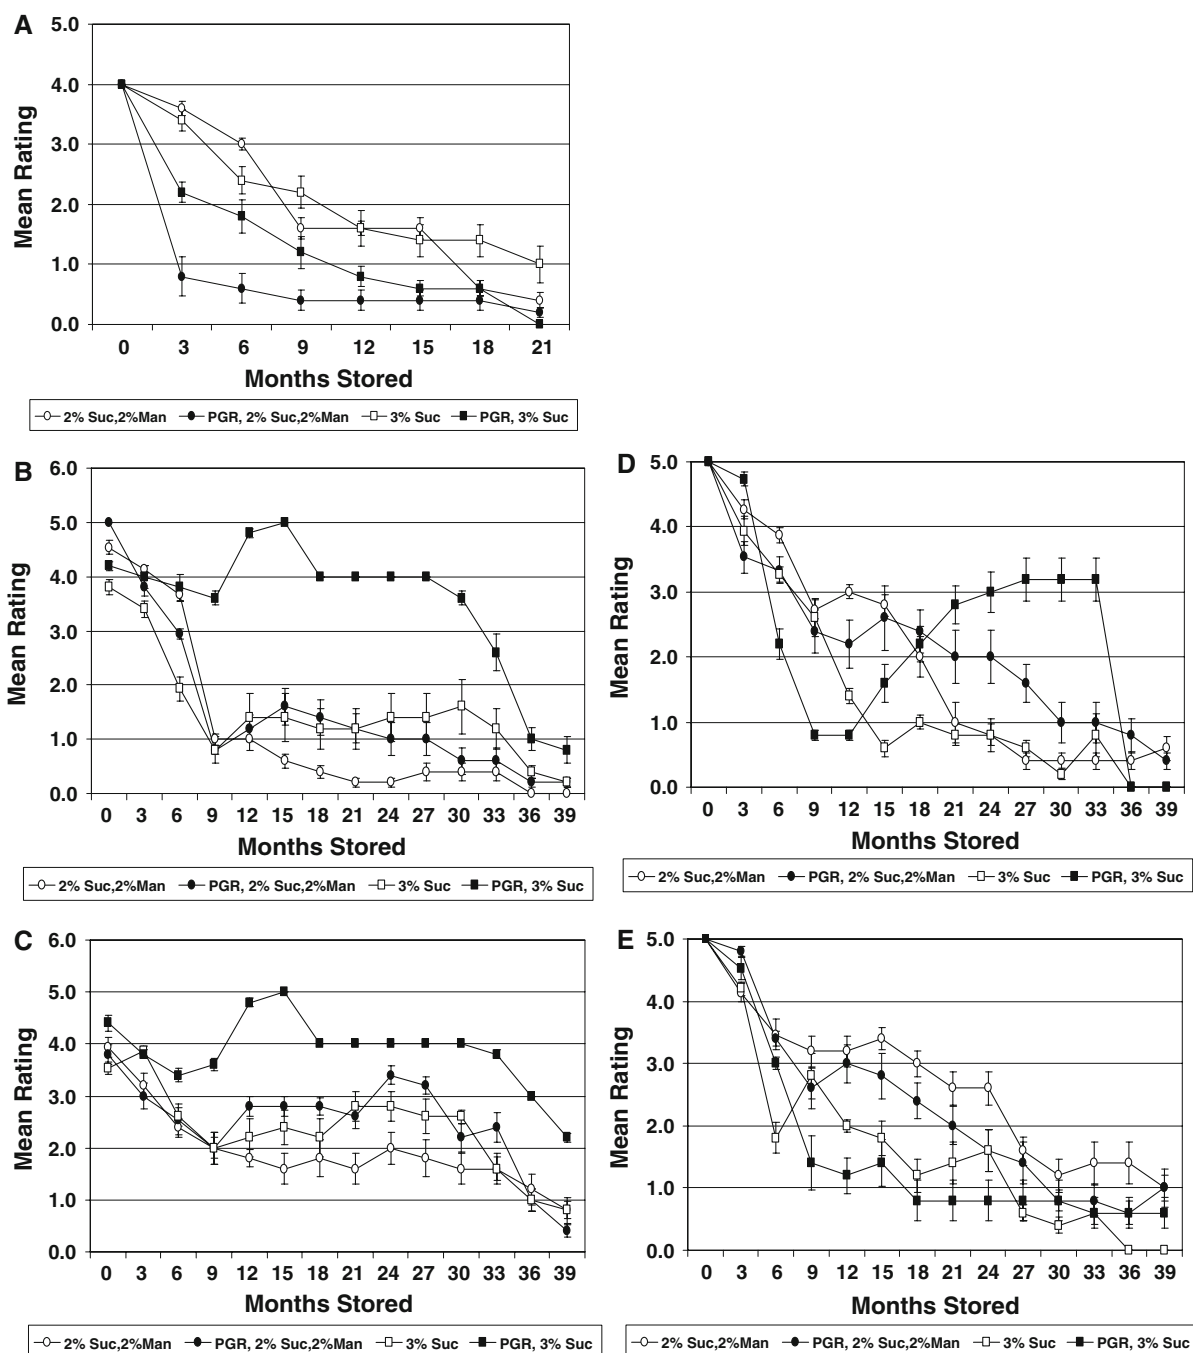 A
5.0
4.0
3.0
2.0
1.0
0.0
Mean Rating
0 3 6 9 12 15 18 21
Months Stored
2% Suc,2%Man PGR, 2% Suc,2%Man 3% Suc PGR, 3% Suc
B
6.0
5.0
4.0
3.0
2.0
1.0
0.0
Mean Rating
0 3 6 9 12 15 18 21 24 27 30 33 36 39
Months Stored
2% Suc,2%Man PGR, 2% Suc,2%Man 3% Suc PGR, 3% Suc
C
6.0
5.0
4.0
3.0
2.0
1.0
0.0
Mean Rating
0 3 6 9 12 15 18 21 24 27 30 33 36 39
Months Stored
2% Suc,2%Man PGR, 2% Suc,2%Man 3% Suc PGR, 3% Suc
D
5.0
4.0
3.0
2.0
1.0
0.0
Mean Rating
0 3 6 9 12 15 18 21 24 27 30 33 36 39
Months Stored
2% Suc,2%Man PGR, 2% Suc,2%Man 3% Suc PGR, 3% Suc
E
5.0
4.0
3.0
2.0
1.0
0.0
Mean Rating
0 3 6 9 12 15 18 21 24 27 30 33 36 39
Months Stored
2% Suc,2%Man PGR, 2% Suc,2%Man 3% Suc PGR, 3% Suc